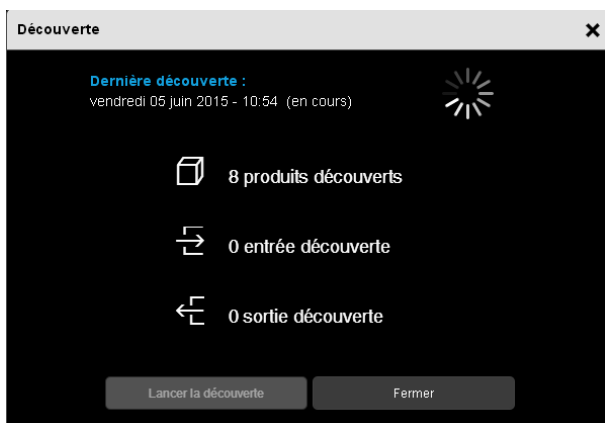 Découverte
Dernière découverte :
vendredi 05 juin 2015 - 10:54 (en cours)
8 produits découverts
0 entrée découverte
0 sortie découverte
Lancer la découverte
Fermer